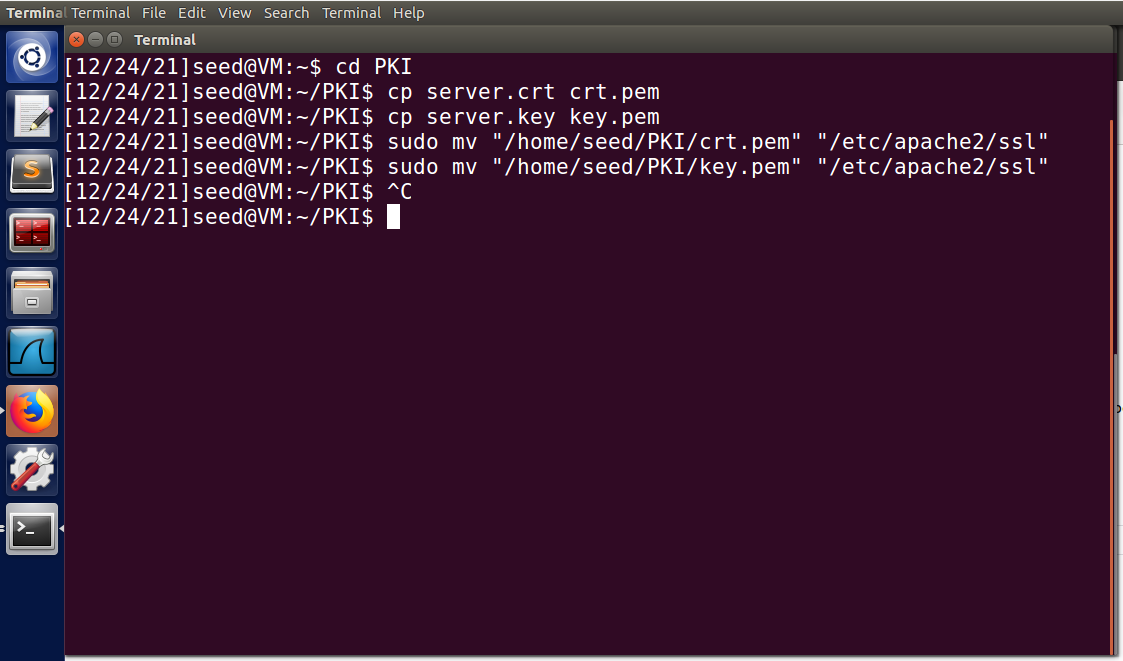 Terminal Terminal File Edit View Search Terminal Help
Terminal
[12/24/21]seed@VM:~$ cd PKI
[12/24/21]seed@VM:~/PKI$ cp server.crt crt.pem
[12/24/21]seed@VM:~/PKI$ cp server.key key.pem
[12/24/21]seed@VM:~/PKI$ sudo mv "/home/seed/PKI/crt.pem" "/etc/apache2/ssl"
[12/24/21]seed@VM:~/PKI$ sudo mv "/home/seed/PKI/key.pem" "/etc/apache2/ssl"
[12/24/21]seed@VM:~/PKI$ ^C
[12/24/21]seed@VM:~/PKI$